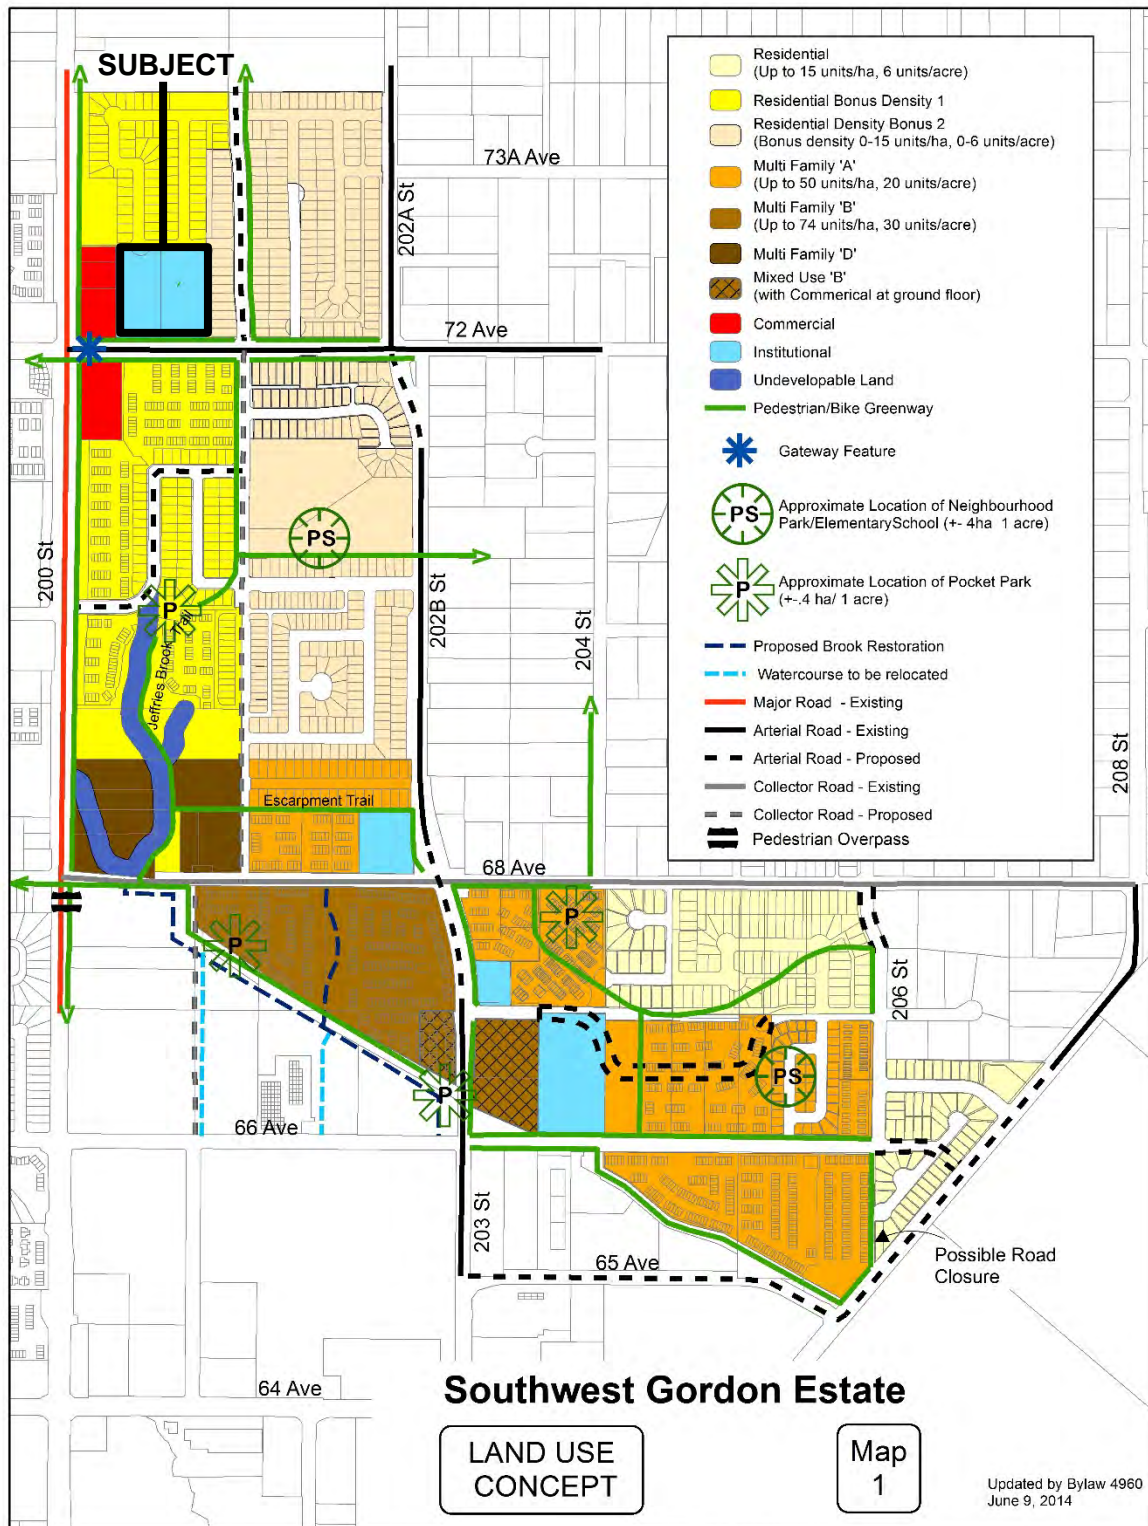 SUBJECT
Residential
(Up to 15 units/ha, 6 units/acre)
Residential Bonus Density 1
Residential Density Bonus 2
(Bonus density 0-15 units/ha, 0-6 units/acre)
Multi Family 'A'
(Up to 50 units/ha, 20 units/acre)
Multi Family 'B'
(Up to 74 units/ha, 30 units/acre)
Multi Family 'D'
Mixed Use 'B'
(with Commerical at ground floor)
Commercial
Institutional
Undevelopable Land
Pedestrian/Bike Greenway
Gateway Feature
PS
Approximate Location of Neighbourhood
Park/ElementarySchool (+- 4ha 1 acre)
P
Approximate Location of Pocket Park
(+-.4 ha/ 1 acre)
Proposed Brook Restoration
Watercourse to be relocated
Major Road - Existing
Arterial Road - Existing
Arterial Road - Proposed
Collector Road - Existing
Collector Road - Proposed
Pedestrian Overpass
73A Ave
202A St
72 Ave
200 St
PS
202B St
204 St
208 St
P
Jeffries Brook Trail
Escarpment Trail
68 Ave
P
P
206 St
PS
P
66 Ave
203 St
65 Ave
Possible Road
Closure
64 Ave
Southwest Gordon Estate
LAND USE
CONCEPT
Map
1
Updated by Bylaw 4960
June 9, 2014